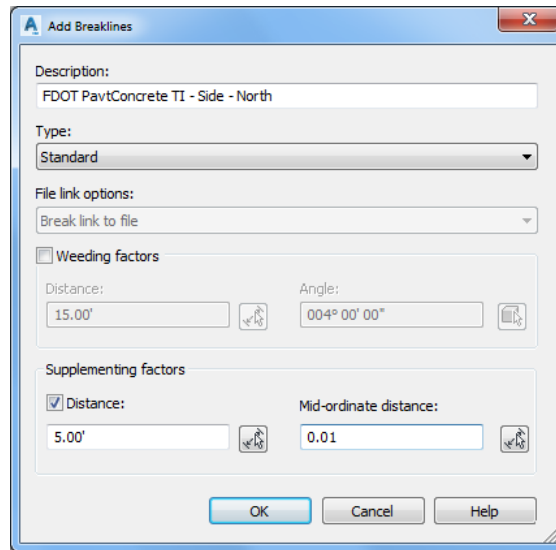 Add Breaklines
Description:
FDOT PavtConcrete TI - Side - North
Type:
Standard
File link options:
Break link to file
Weeding factors
Distance:
Angle:
15.00'
004° 00' 00"
Supplementing factors
Distance:
Mid-ordinate distance:
5.00'
0.01
OK
Cancel
Help